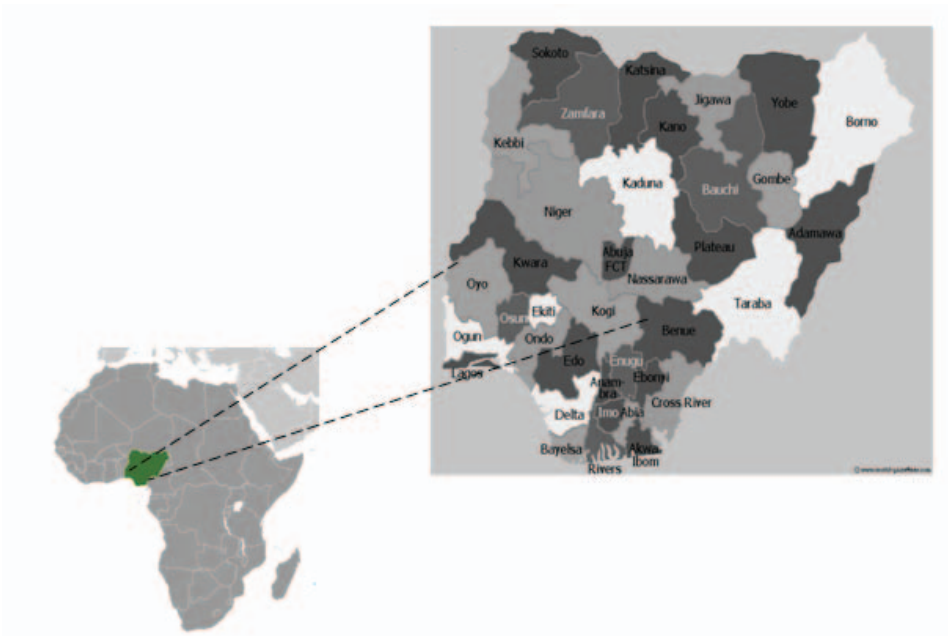 Sokoto
Katsina
Jigawa
Yobe
Zamfara
Kano
Borno
Kebbi
Kaduna
Bauchi
Gombe
Niger
Adamawa
Plateau
Abuja
FCT
Kwara
Nassarawa
Oyo
Taraba
Osun
Ekiti
Kogi
Benue
Ogun
Ondo
Edo
Enugu
Lagos
Ebonyi
Anam-
bra
Cross River
Delta
Imo
Abia
Bayelsa
Akwa-
Ibom
Rivers